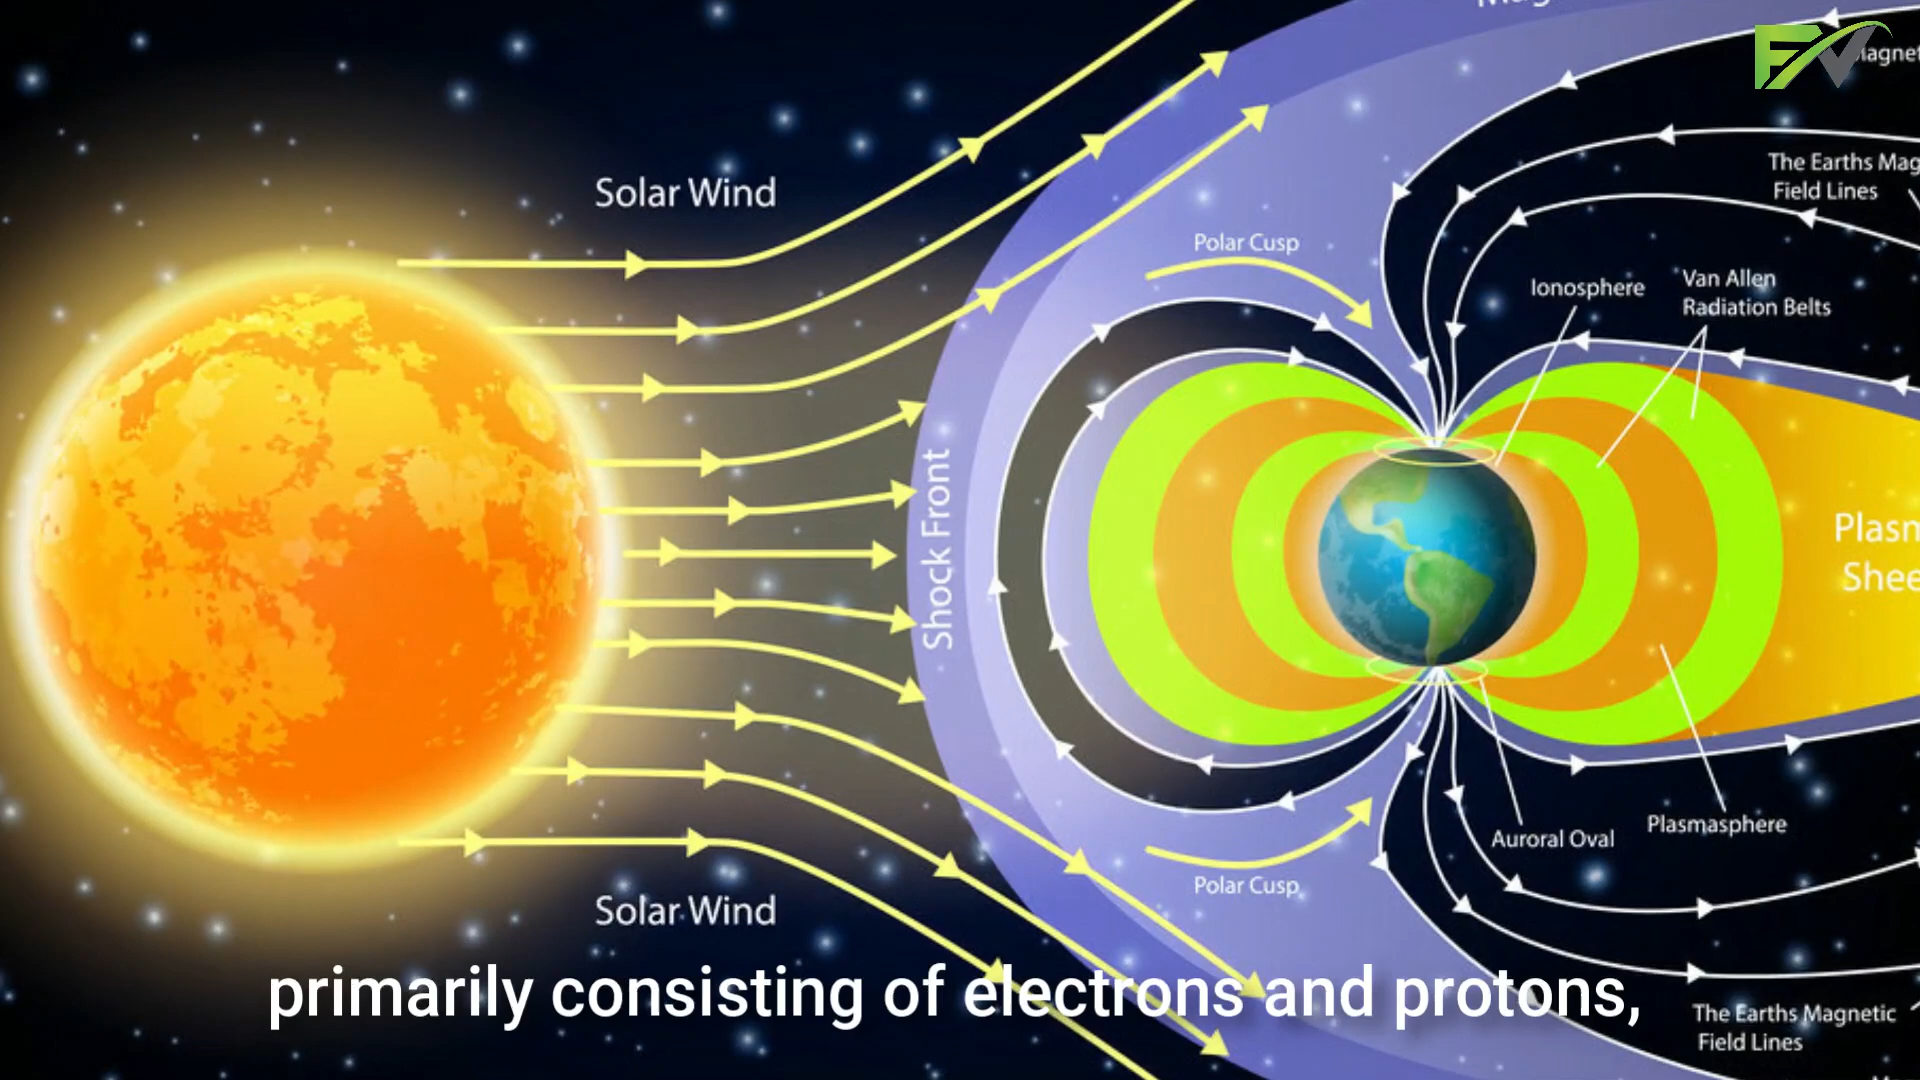 Solar Wind
Polar Cusp
The Earths Mag
Field Lines
Ionosphere
Van Allen
Radiation Belts
Shock Front
Plasm
Shee
Auroral Oval
Plasmasphere
Polar Cusp
Solar Wind
primarily consisting of electrons and protons,
The Earths Magnetic
Field Lines